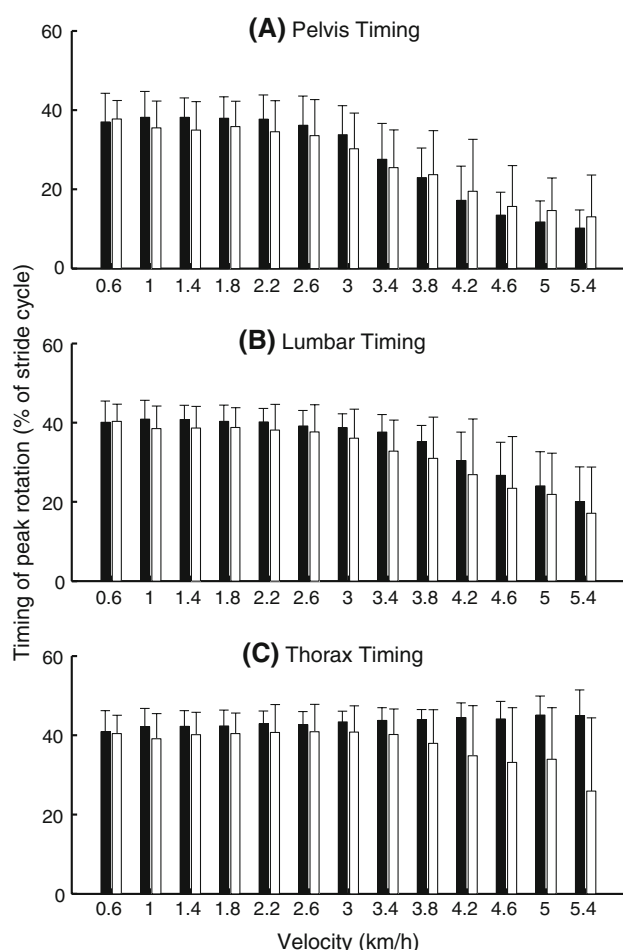 Timing of peak rotation (% of stride cycle)
(A) Pelvis Timing
60
40
20
0
0.6 1 1.4 1.8 2.2 2.6 3 3.4 3.8 4.2 4.6 5 5.4
(B) Lumbar Timing
60
40
20
0
0.6 1 1.4 1.8 2.2 2.6 3 3.4 3.8 4.2 4.6 5 5.4
(C) Thorax Timing
60
40
20
0
0.6 1 1.4 1.8 2.2 2.6 3 3.4 3.8 4.2 4.6 5 5.4
Velocity (km/h)